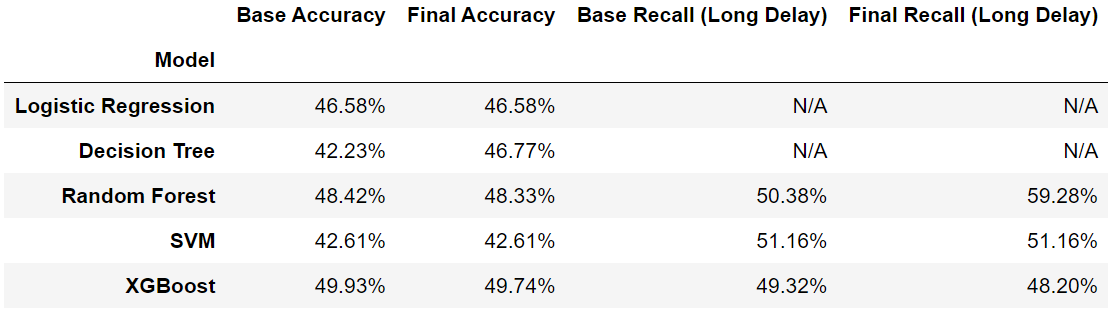 Base Accuracy Final Accuracy Base Recall (Long Delay) Final Recall (Long Delay)
Model
Logistic Regression 46.58% 46.58% N/A N/A
Decision Tree 42.23% 46.77% N/A N/A
Random Forest 48.42% 48.33% 50.38% 59.28%
SVM 42.61% 42.61% 51.16% 51.16%
XGBoost 49.93% 49.74% 49.32% 48.20%